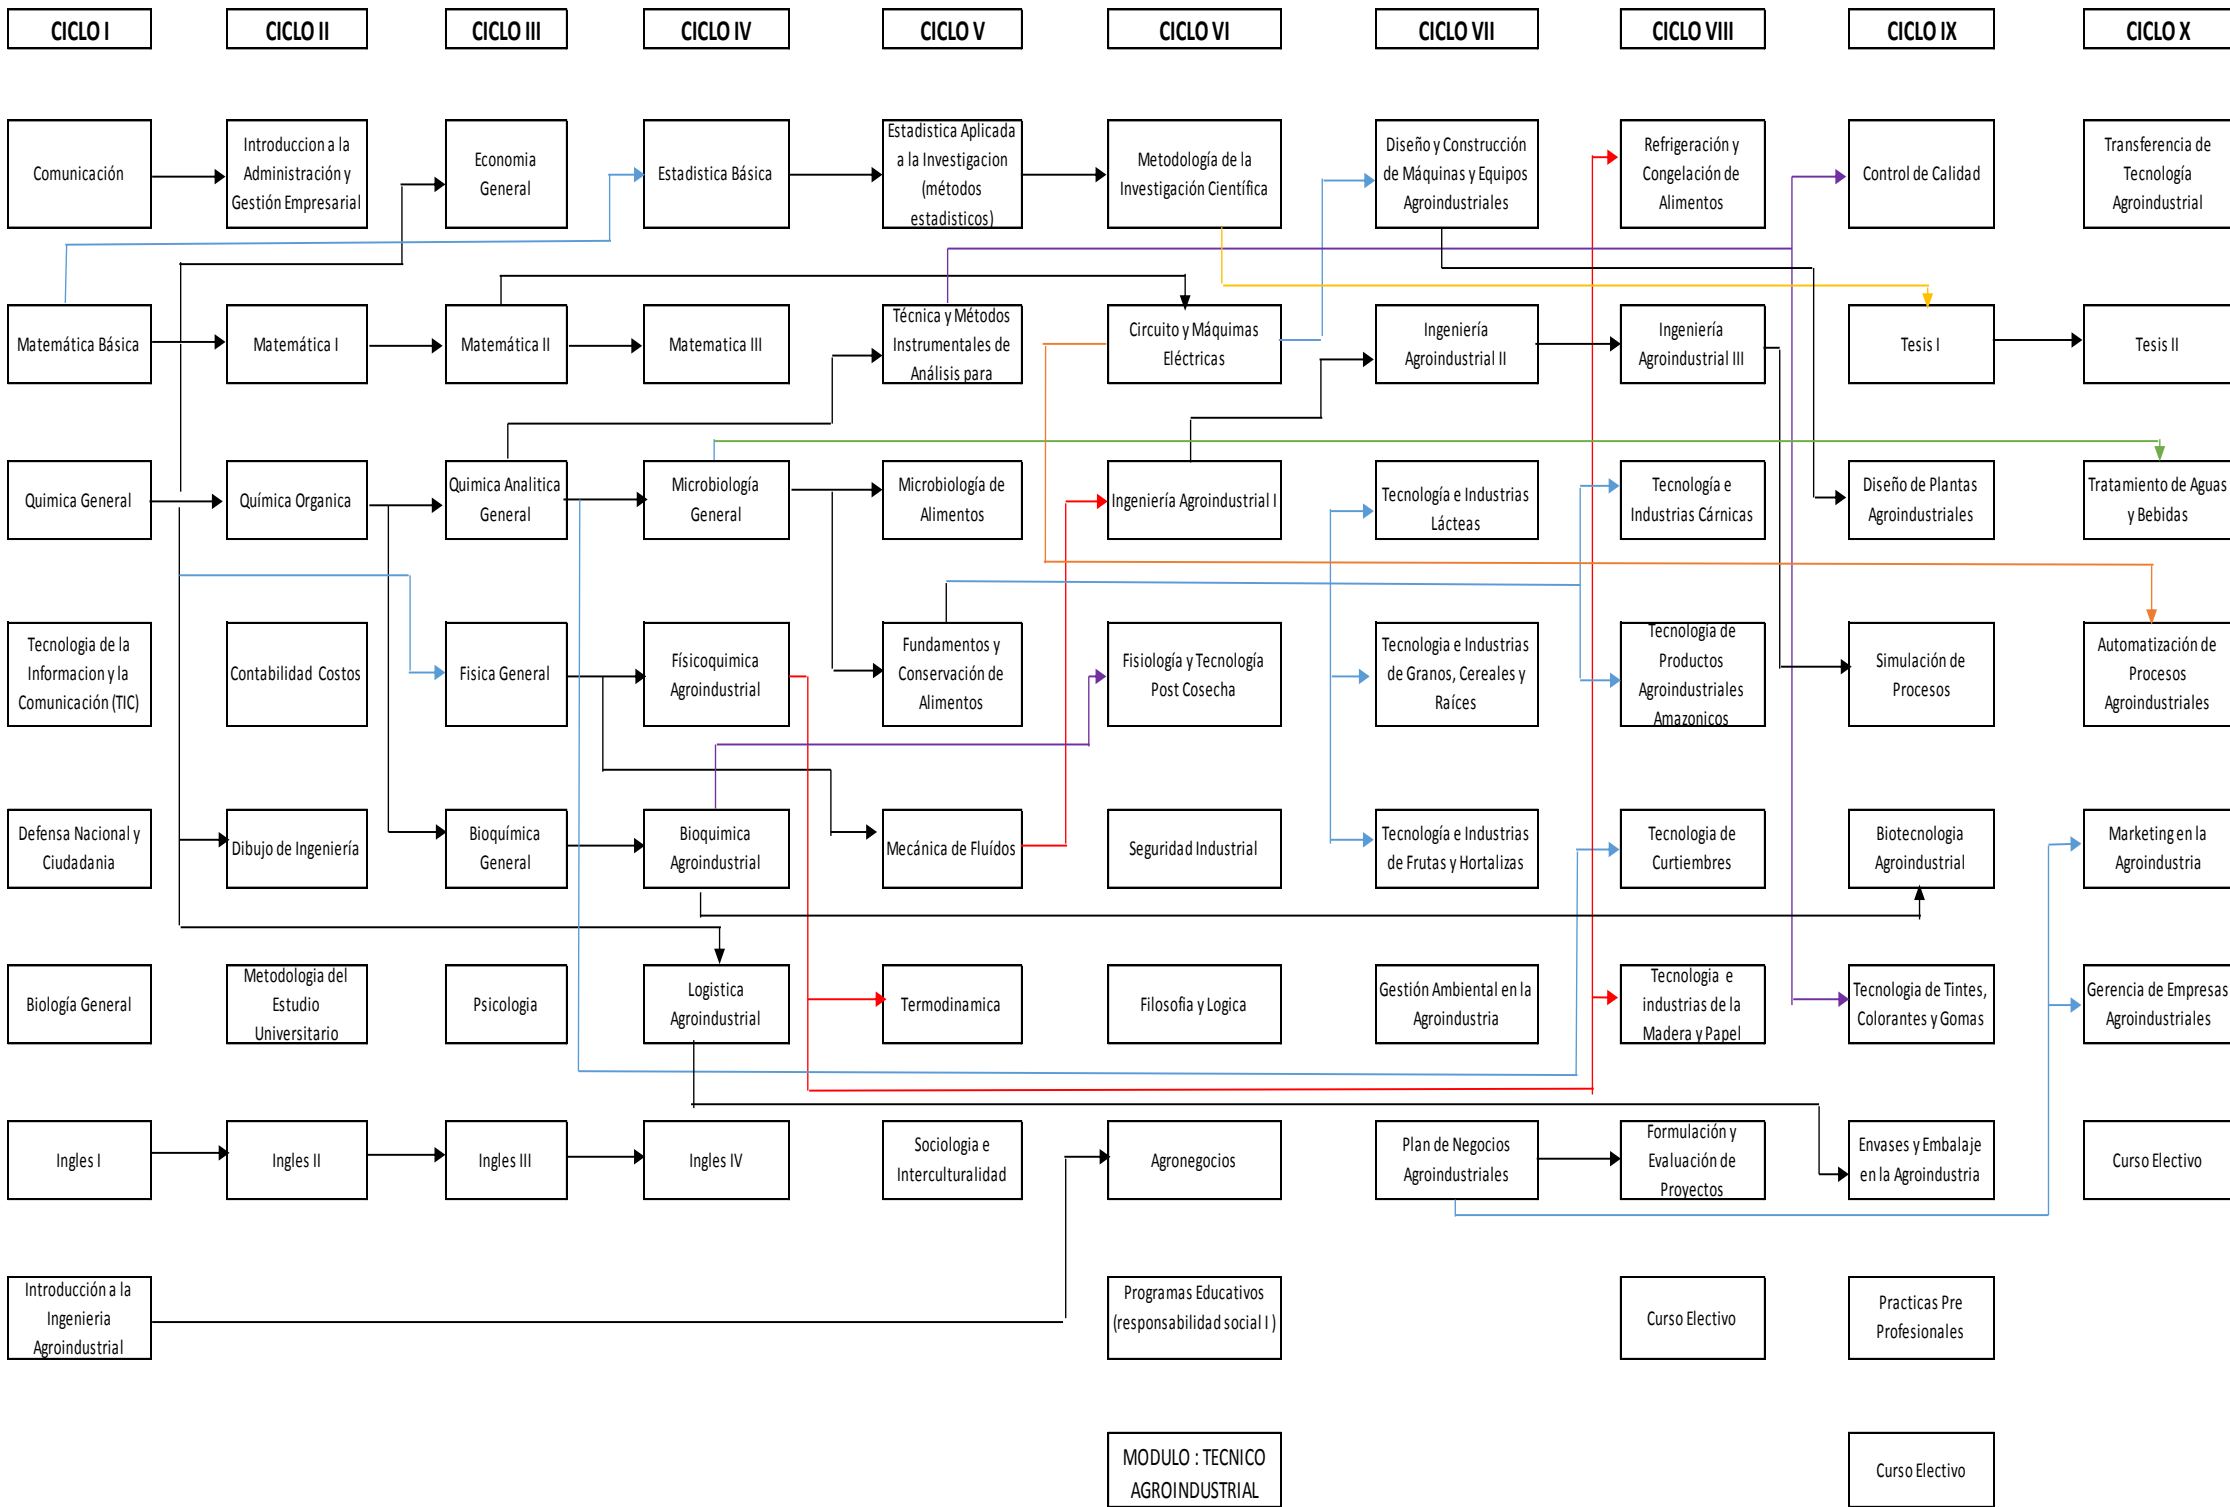 CICLO I
CICLO II
CICLO III
CICLO IV
CICLO V
CICLO VI
CICLO VII
CICLO VIII
CICLO IX
CICLO X
Comunicación
Introduccion a la
Administración y
Gestión Empresarial
Economia
General
Estadistica Básica
Estadistica Aplicada
a la Investigacion
(métodos
estadisticos)
Metodología de la
Investigación Científica
Diseño y Construcción
de Máquinas y Equipos
Agroindustriales
Refrigeración y
Congelación de
Alimentos
Control de Calidad
Transferencia de
Tecnología
Agroindustrial
Matemática Básica
Matemática I
Matemática II
Matematica III
Técnica y Métodos
Instrumentales de
Análisis para
Circuito y Máquimas
Eléctricas
Ingeniería
Agroindustrial II
Ingeniería
Agroindustrial III
Tesis I
Tesis II
Quimica General
Química Organica
Quimica Analitica
General
Microbiología
General
Microbiología de
Alimentos
Ingeniería Agroindustrial I
Tecnología e Industrias
Lácteas
Tecnología e
Industrias Cárnicas
Diseño de Plantas
Agroindustriales
Tratamiento de Aguas
y Bebidas
Tecnologia de la
Informacion y la
Comunicación (TIC)
Contabilidad Costos
Fisica General
Físicoquimica
Agroindustrial
Fundamentos y
Conservación de
Alimentos
Fisiología y Tecnología
Post Cosecha
Tecnologia e Industrias
de Granos, Cereales y
Raíces
Tecnologia de
Productos
Agroindustriales
Amazonicos
Simulación de
Procesos
Automatización de
Procesos
Agroindustriales
Defensa Nacional y
Ciudadania
Dibujo de Ingeniería
Bioquímica
General
Bioquimica
Agroindustrial
Mecánica de Fluídos
Seguridad Industrial
Tecnología e Industrias
de Frutas y Hortalizas
Tecnologia de
Curtiembres
Biotecnologia
Agroindustrial
Marketing en la
Agroindustria
Biología General
Metodologia del
Estudio
Universitario
Psicologia
Logistica
Agroindustrial
Termodinamica
Filosofia y Logica
Gestión Ambiental en la
Agroindustria
Tecnologia e
industrias de la
Madera y Papel
Tecnologia de Tintes,
Colorantes y Gomas
Gerencia de Empresas
Agroindustriales
Ingles I
Ingles II
Ingles III
Ingles IV
Sociologia e
Interculturalidad
Agronegocios
Plan de Negocios
Agroindustriales
Formulación y
Evaluación de
Proyectos
Envases y Embalaje
en la Agroindustria
Curso Electivo
Introducción a la
Ingenieria
Agroindustrial
Programas Educativos
(responsabilidad social I )
Curso Electivo
Practicas Pre
Profesionales
MODULO : TECNICO
AGROINDUSTRIAL
Curso Electivo